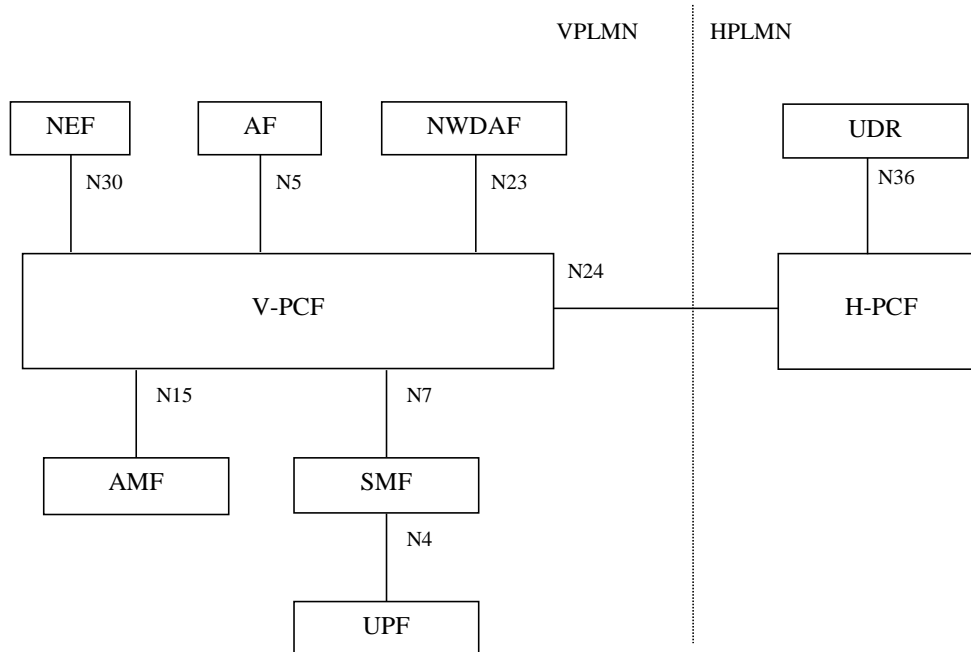 VPLMN
HPLMN
NEF
AF
NWDAF
UDR
N30
N5
N23
N36
N24
V-PCF
H-PCF
N15
N7
AMF
SMF
N4
UPF